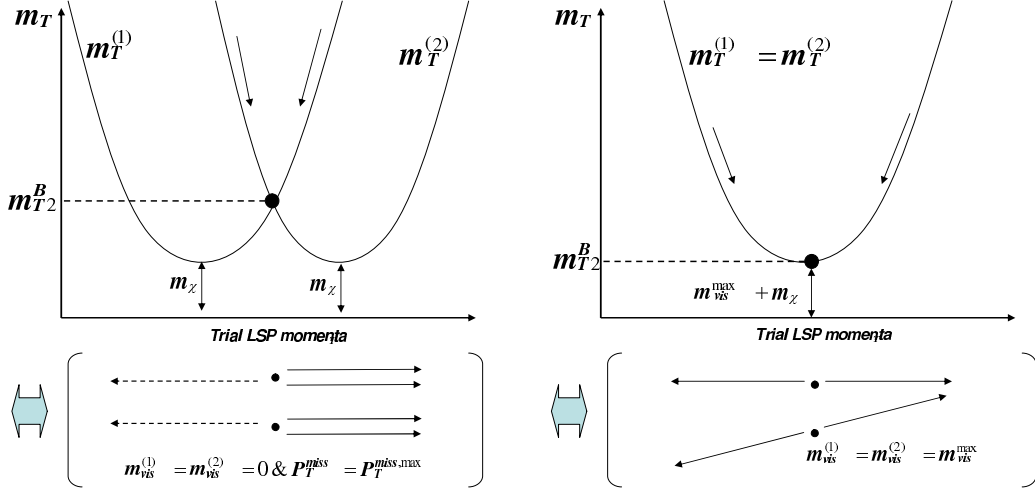 m_T
m_T^(1)
m_T^(2)
m_T2^B
m_χ
m_χ
Trial LSP momenta
m_vis^(1) = m_vis^(2) = 0 & P_T^miss = P_T^miss,max
m_T
m_T^(1) = m_T^(2)
m_T2^B
m_vis^max + m_χ
Trial LSP momenta
m_vis^(1) = m_vis^(2) = m_vis^max